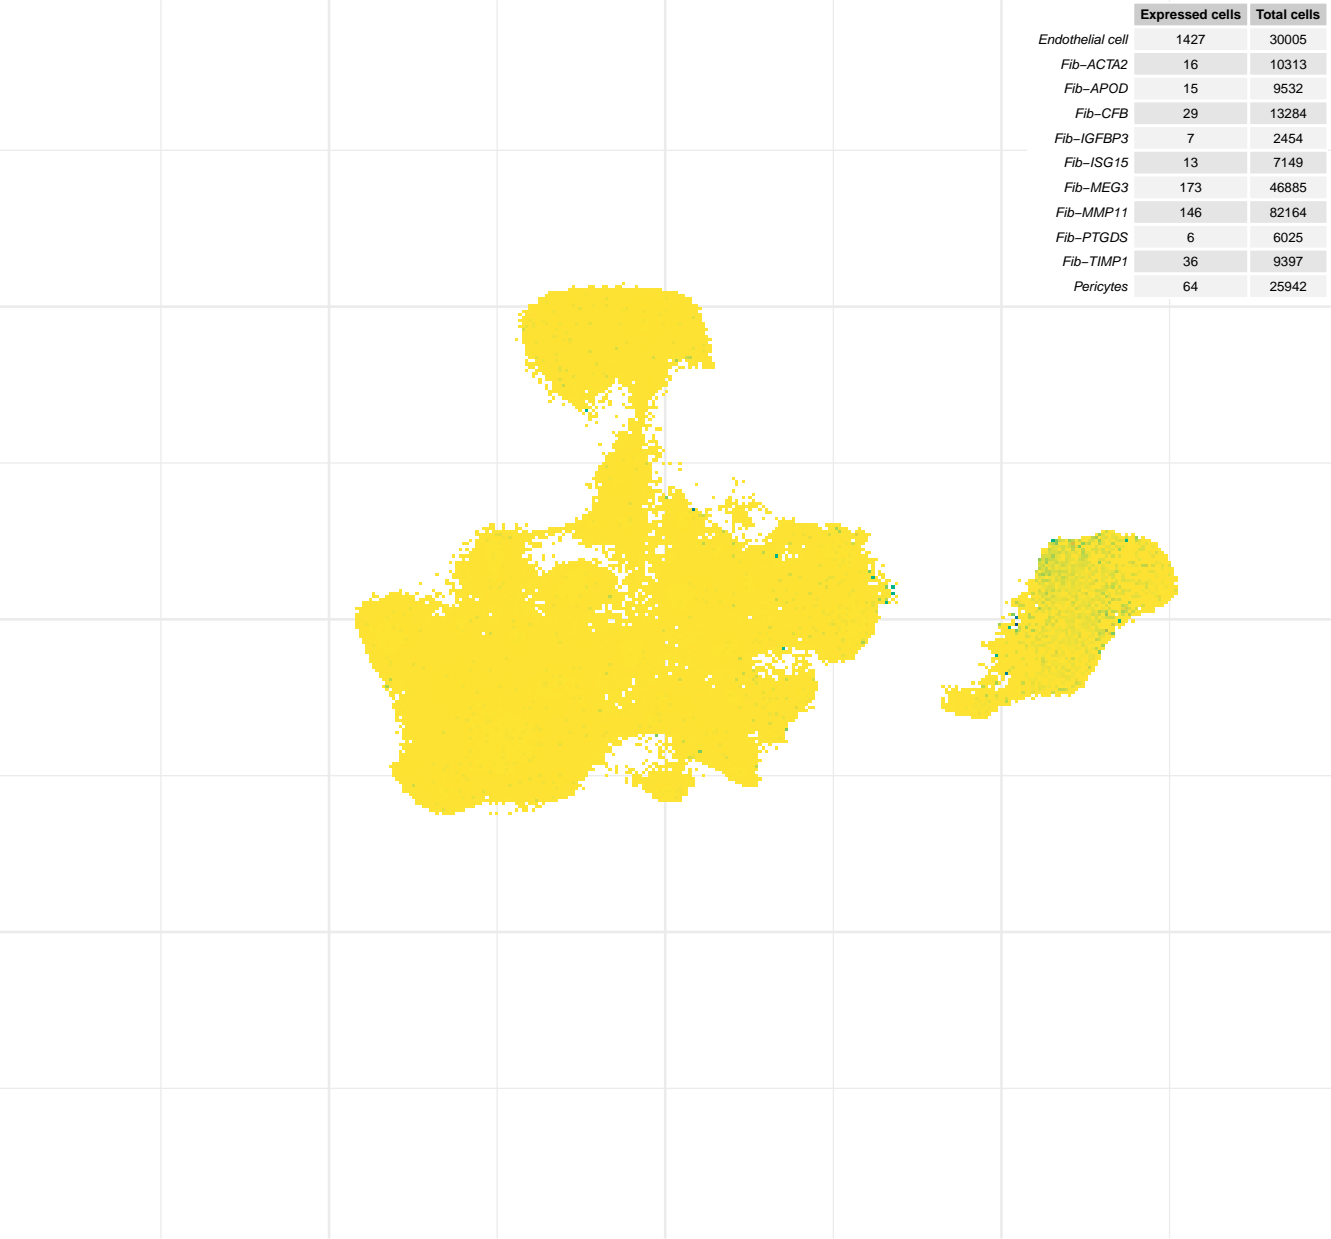 Expressed cells Total cells
Endothelial cell 1427 30005
Fib−ACTA2 16 10313
Fib−APOD 15 9532
Fib−CFB 29 13284
Fib−IGFBP3 7 2454
Fib−ISG15 13 7149
Fib−MEG3 173 46885
Fib−MMP11 146 82164
Fib−PTGDS 6 6025
Fib−TIMP1 36 9397
Pericytes 64 25942